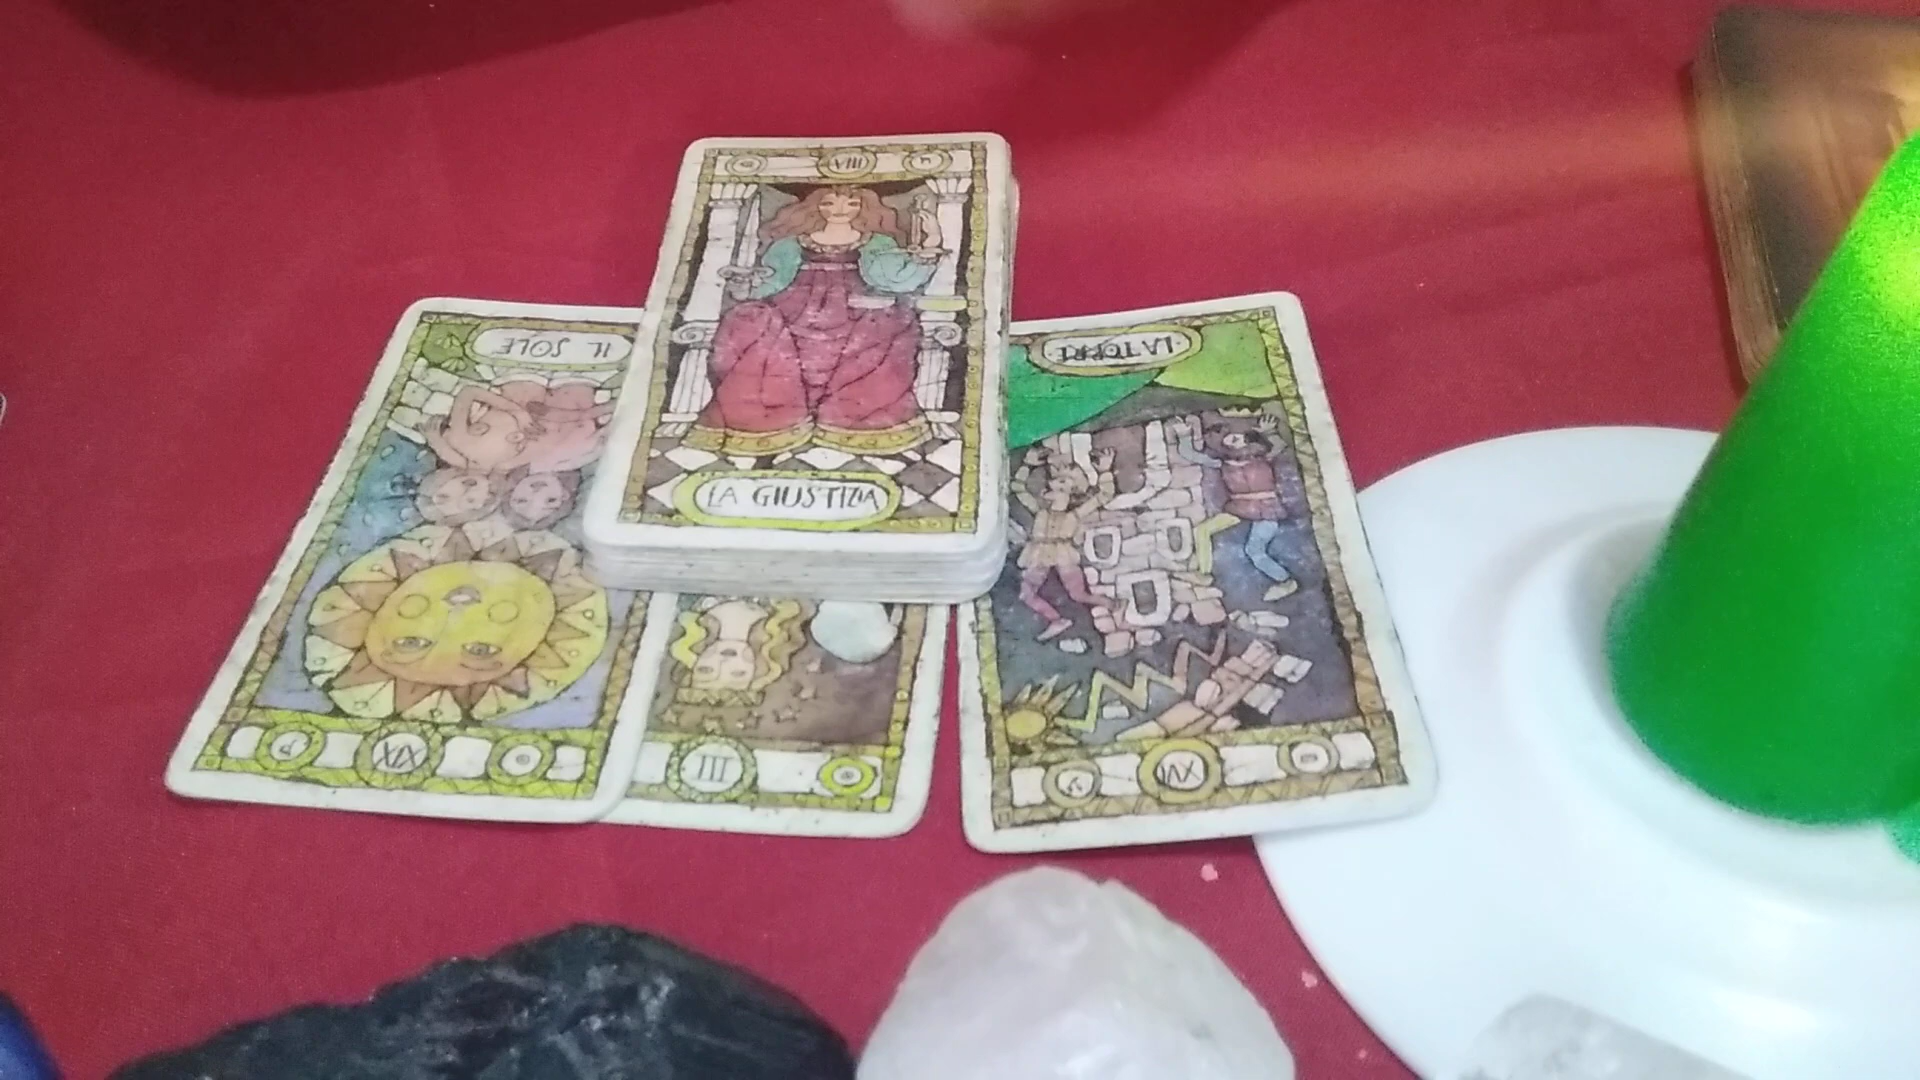 VIII
LA GIUSTIZIA
IL SOLE
XIX
III
LA TORRE
XVI